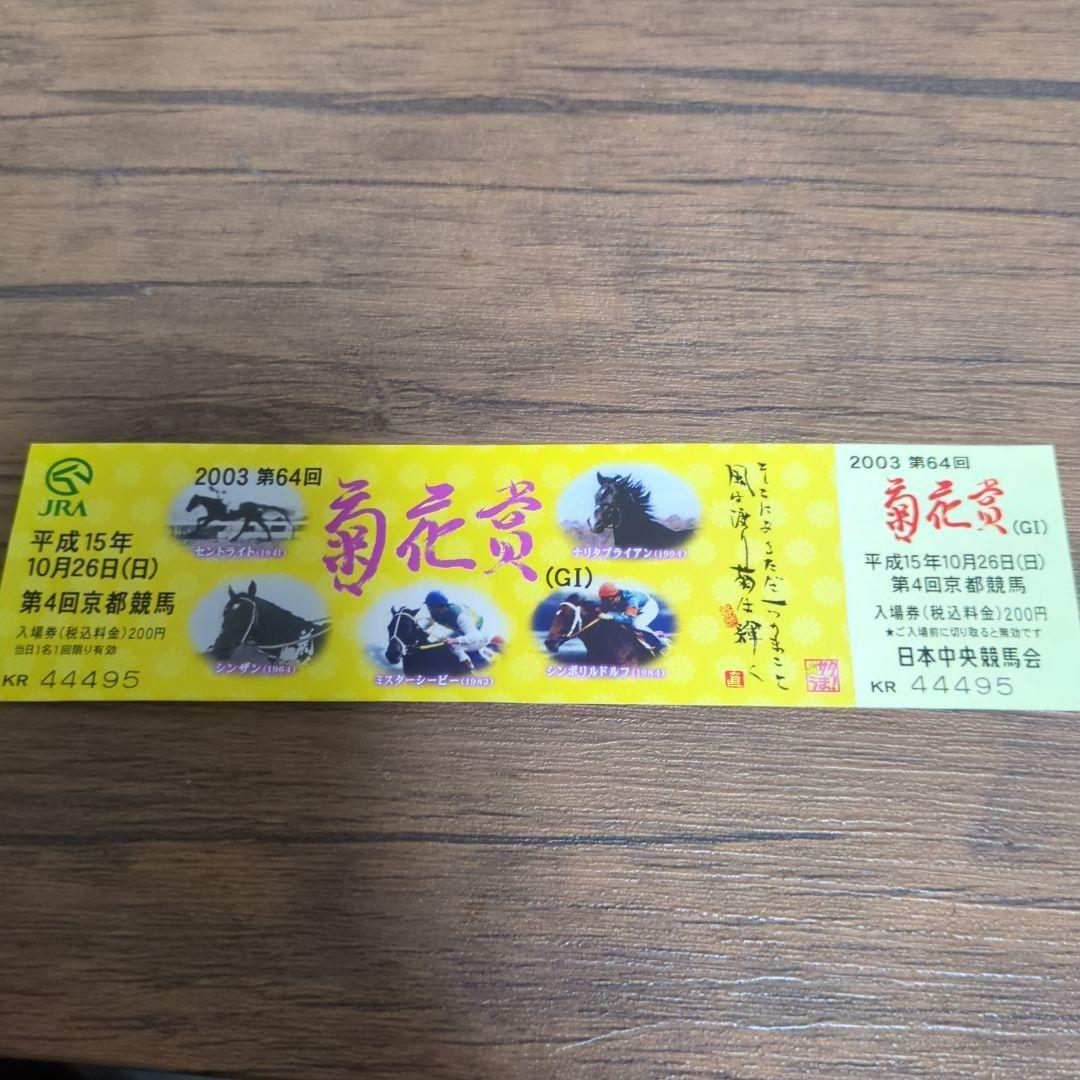 JRA
平成15年
10月26日(日)
第4回京都競馬
入場券(税込料金)200円
当日1名1回限り有効
KR 44495
2003 第64回
菊花賞
(GI)
セントライト(1941)
ナリタブライアン(1994)
シンザン(1964)
ミスターシービー(1983)
シンボリルドルフ(1984)
風は渡り菊は輝く
直
2003 第64回
菊花賞
(GI)
平成15年10月26日(日)
第4回京都競馬
入場券(税込料金)200円
★ご入場前に切り取ると無効です
日本中央競馬会
KR 44495